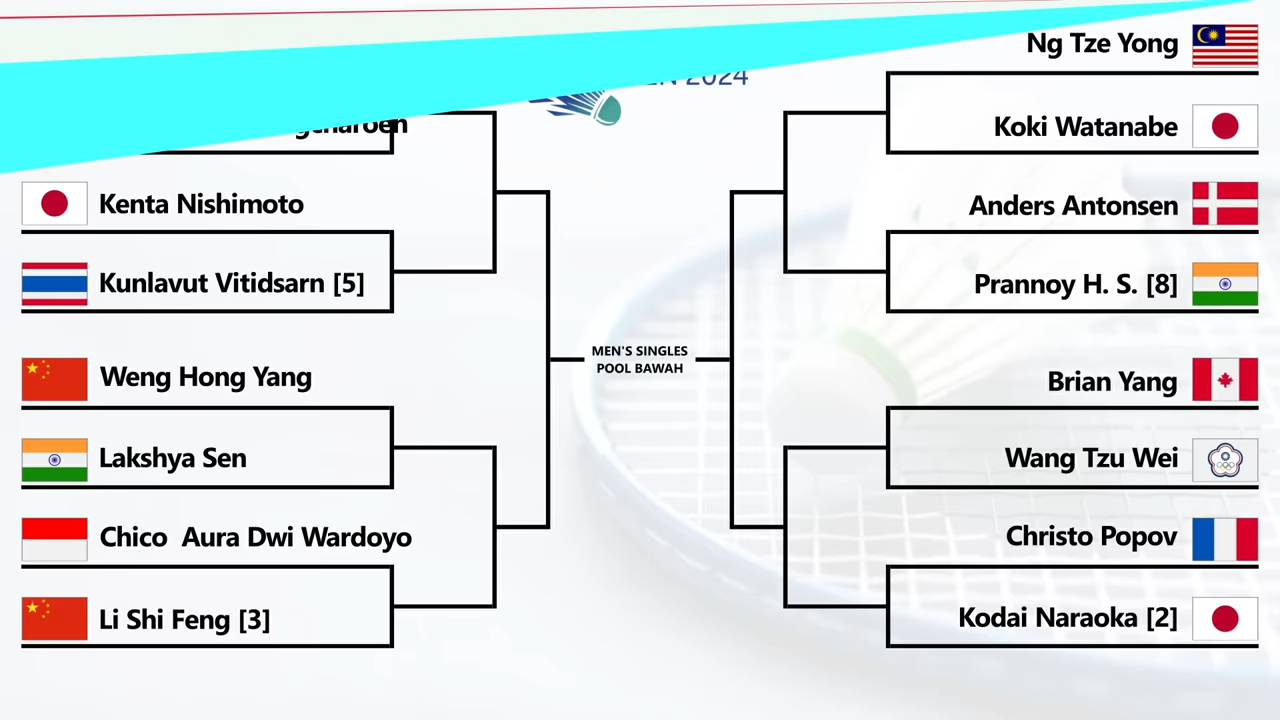 2024
Kenta Nishimoto
Kunlavut Vitidsarn [5]
Weng Hong Yang
Lakshya Sen
Chico Aura Dwi Wardoyo
Li Shi Feng [3]
MEN'S SINGLES
POOL BAWAH
Ng Tze Yong
Koki Watanabe
Anders Antonsen
Prannoy H. S. [8]
Brian Yang
Wang Tzu Wei
Christo Popov
Kodai Naraoka [2]